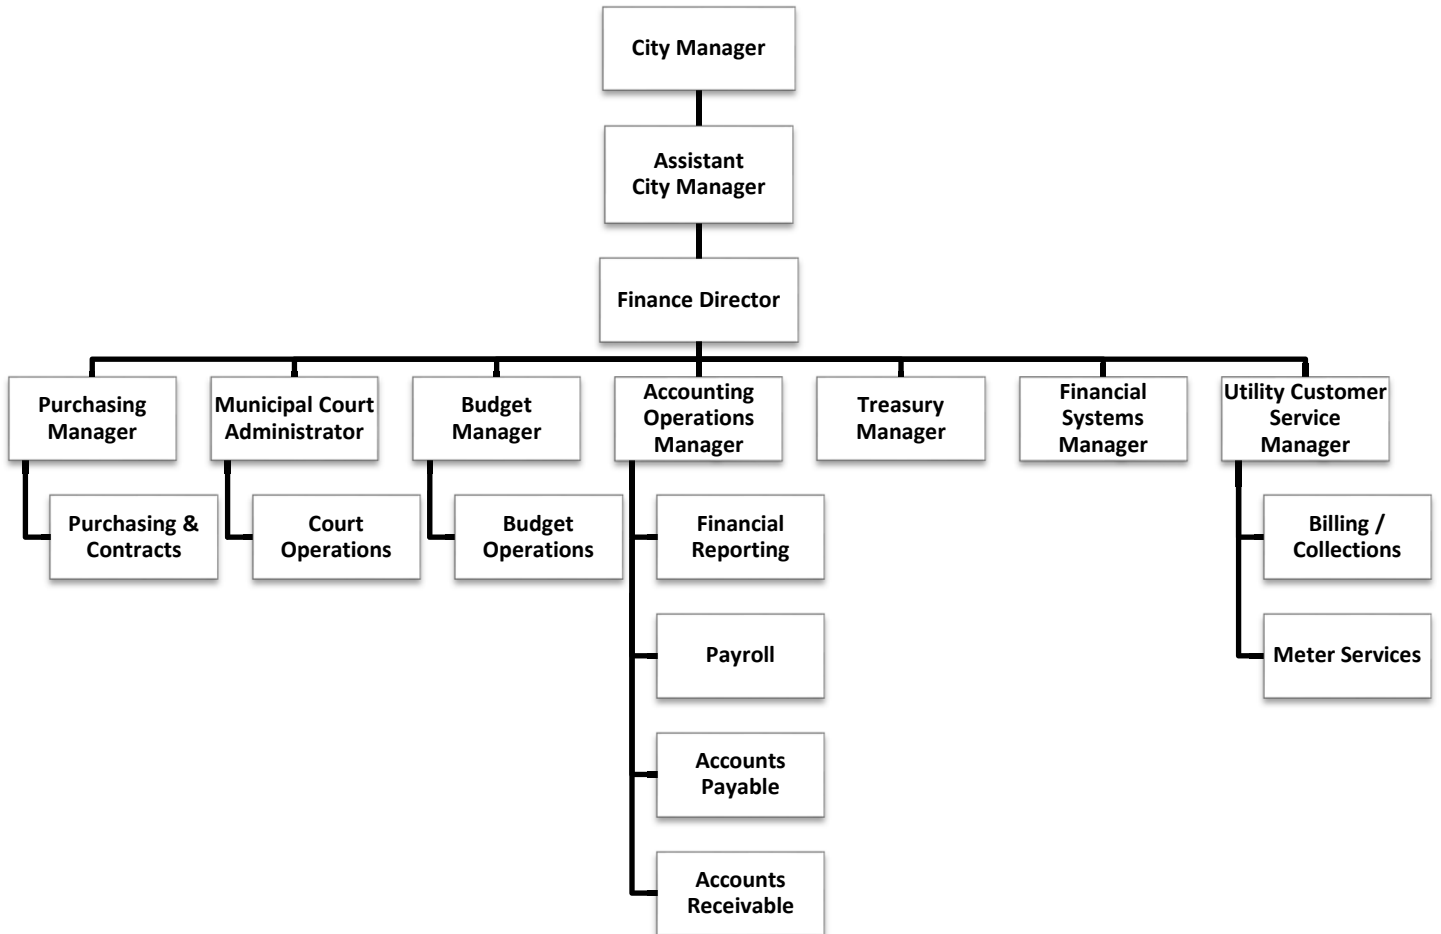 City Manager
Assistant
City Manager
Finance Director
Purchasing
Manager
Municipal Court
Administrator
Budget
Manager
Accounting
Operations
Manager
Treasury
Manager
Financial
Systems
Manager
Utility Customer
Service
Manager
Purchasing &
Contracts
Court
Operations
Budget
Operations
Financial
Reporting
Billing /
Collections
Payroll
Meter Services
Accounts
Payable
Accounts
Receivable